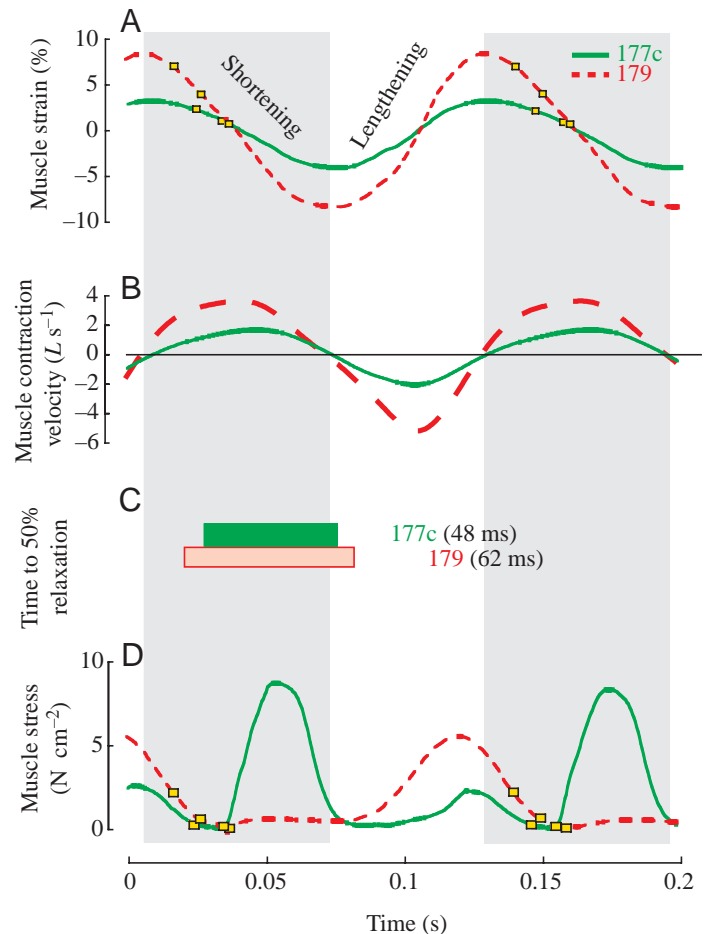 A
Muscle strain (%)
10
5
0
−5
−10
Shortening
Lengthening
177c
179
B
Muscle contraction
velocity (L s⁻¹)
4
2
0
−2
−4
−6
C
Time to 50%
relaxation
177c (48 ms)
179 (62 ms)
D
Muscle stress
(N cm⁻²)
10
5
0
0
0.05
0.1
0.15
0.2
Time (s)